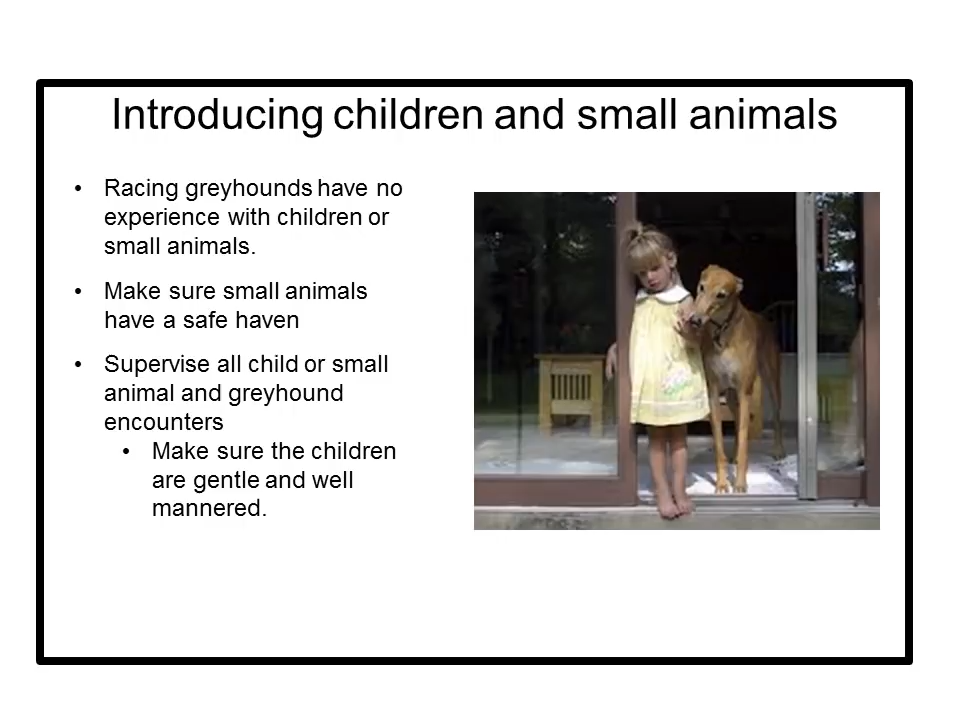 Introducing children and small animals
• Racing greyhounds have no
experience with children or
small animals.
• Make sure small animals
have a safe haven
• Supervise all child or small
animal and greyhound
encounters
• Make sure the children
are gentle and well
mannered.